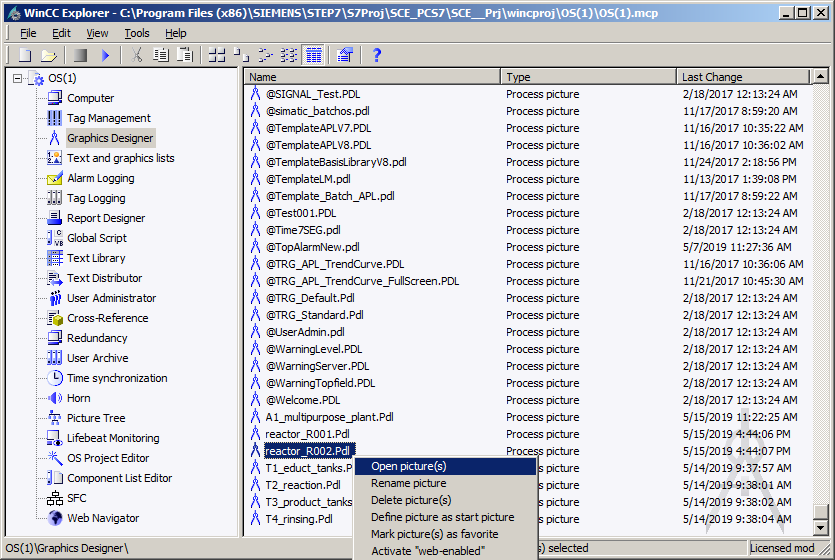 WinCC Explorer - C:\Program Files (x86)\SIEMENS\STEP7\S7Proj\SCE_PCS7\SCE__Prj\wincproj\OS(1)\OS(1).mcp
File Edit View Tools Help
OS(1)
Computer
Tag Management
Graphics Designer
Text and graphics lists
Alarm Logging
Tag Logging
Report Designer
Global Script
Text Library
Text Distributor
User Administrator
Cross-Reference
Redundancy
User Archive
Time synchronization
Horn
Picture Tree
Lifebeat Monitoring
OS Project Editor
Component List Editor
SFC
Web Navigator
Name Type Last Change
@SIGNAL_Test.PDL Process picture 2/18/2017 12:13:24 AM
@simatic_batchos.pdl Process picture 11/17/2017 8:59:20 AM
@TemplateAPLV7.PDL Process picture 11/16/2017 10:35:22 AM
@TemplateAPLV8.PDL Process picture 11/16/2017 10:36:02 AM
@TemplateBasisLibraryV8.pdl Process picture 11/24/2017 2:18:56 PM
@TemplateLM.pdl Process picture 11/13/2017 1:39:08 PM
@Template_Batch_APL.pdl Process picture 11/17/2017 8:59:22 AM
@Test001.PDL Process picture 2/18/2017 12:13:24 AM
@Time7SEG.pdl Process picture 2/18/2017 12:13:24 AM
@TopAlarmNew.pdl Process picture 5/7/2019 11:27:36 AM
@TRG_APL_TrendCurve.PDL Process picture 11/16/2017 10:36:06 AM
@TRG_APL_TrendCurve_FullScreen.PDL Process picture 11/21/2017 10:45:30 AM
@TRG_Default.Pdl Process picture 2/18/2017 12:13:24 AM
@TRG_Standard.Pdl Process picture 2/18/2017 12:13:24 AM
@UserAdmin.pdl Process picture 2/18/2017 12:13:24 AM
@WarningLevel.PDL Process picture 2/18/2017 12:13:24 AM
@WarningServer.PDL Process picture 2/18/2017 12:13:24 AM
@WarningTopfield.PDL Process picture 2/18/2017 12:13:24 AM
@Welcome.PDL Process picture 2/18/2017 12:13:24 AM
A1_multipurpose_plant.Pdl Process picture 5/15/2019 11:22:25 AM
reactor_R001.Pdl Process picture 5/15/2019 4:44:06 PM
reactor_R002.Pdl Process picture 5/15/2019 4:44:07 PM
T1_educt_tanks.P 5/14/2019 9:37:57 AM
T2_reaction.Pdl 5/14/2019 9:38:01 AM
T3_product_tanks 5/14/2019 9:38:02 AM
T4_rinsing.Pdl 5/14/2019 9:38:04 AM
Open picture(s)
Rename picture
Delete picture(s)
Define picture as start picture
Mark picture(s) as favorite
Activate "web-enabled"
OS(1)\Graphics Designer\ s) selected Licensed mod